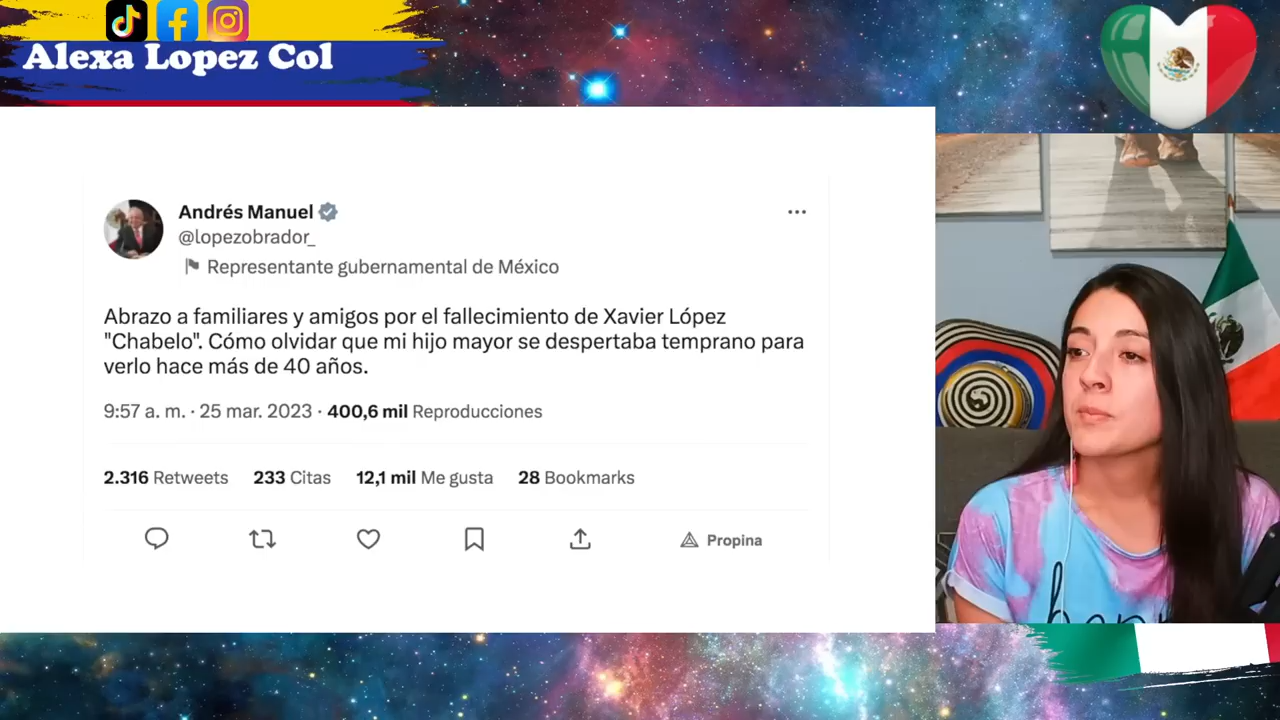 Alexa Lopez Col
Andrés Manuel
@lopezobrador_
Representante gubernamental de México
Abrazo a familiares y amigos por el fallecimiento de Xavier López
"Chabelo". Cómo olvidar que mi hijo mayor se despertaba temprano para
verlo hace más de 40 años.
9:57 a. m. · 25 mar. 2023 · 400,6 mil Reproducciones
2.316 Retweets 233 Citas 12,1 mil Me gusta 28 Bookmarks
Propina